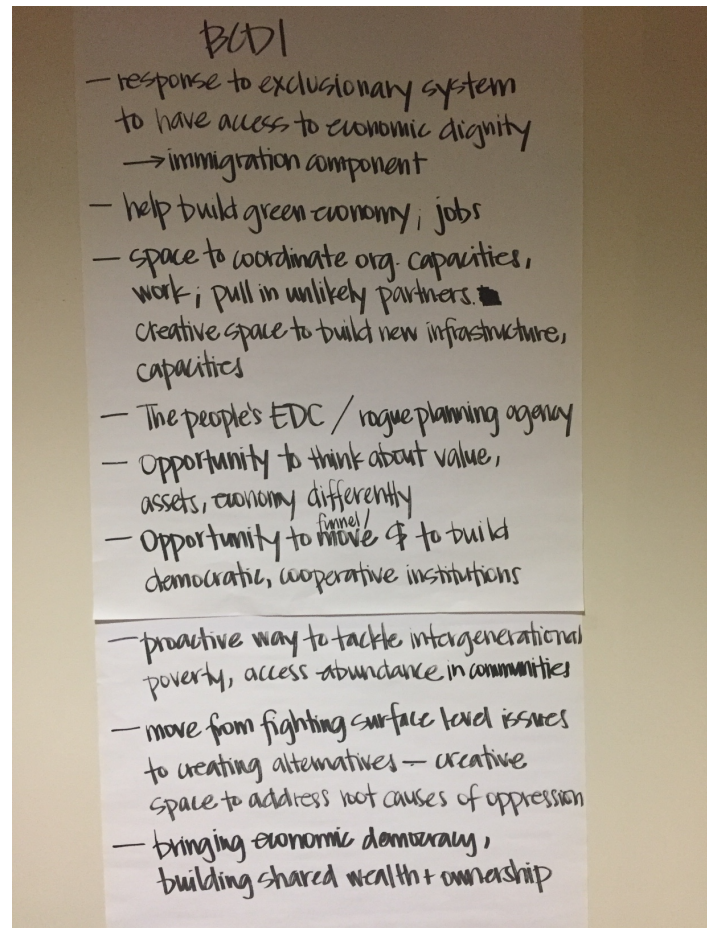 BCDI
– response to exclusionary system
to have access to economic dignity
→ immigration component
– help build green economy; jobs
– space to coordinate org. capacities,
work; pull in unlikely partners.
creative space to build new infrastructure,
capacities
– The people's EDC / rogue planning agency
– Opportunity to think about value,
assets, economy differently
– Opportunity to funnel/move $ to build
democratic, cooperative institutions
– proactive way to tackle intergenerational
poverty, access abundance in communities
– move from fighting surface level issues
to creating alternatives – creative
space to address root causes of oppression
– bringing economic democracy,
building shared wealth + ownership